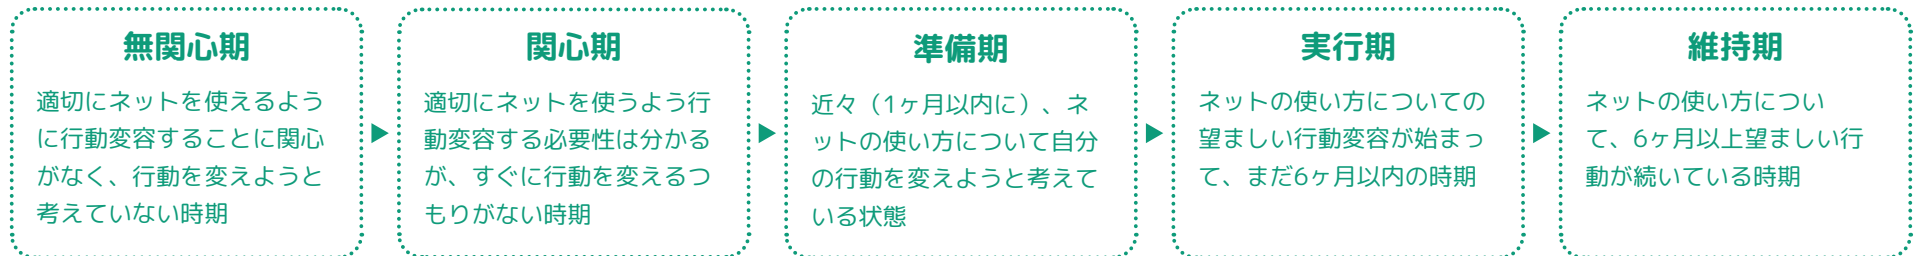 無関心期
適切にネットを使えるよう
に行動変容することに関心
がなく、行動を変えようと
考えていない時期
関心期
適切にネットを使うよう行
動変容する必要性は分かる
が、すぐに行動を変えるつ
もりがない時期
準備期
近々（1ヶ月以内に）、ネ
ットの使い方について自分
の行動を変えようと考えて
いる状態
実行期
ネットの使い方についての
望ましい行動変容が始まっ
て、まだ6ヶ月以内の時期
維持期
ネットの使い方につい
て、6ヶ月以上望ましい行
動が続いている時期